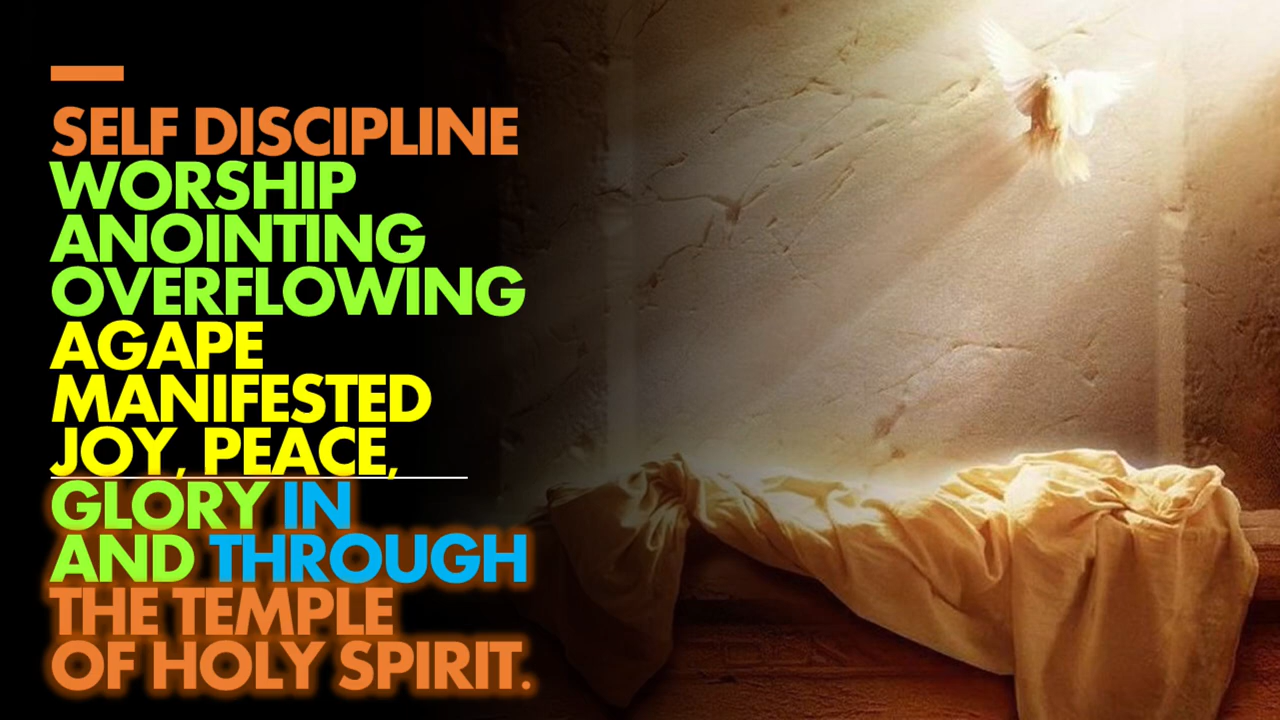 SELF DISCIPLINE
WORSHIP
ANOINTING
OVERFLOWING
AGAPE
MANIFESTED
JOY, PEACE,
GLORY IN
AND THROUGH
THE TEMPLE
OF HOLY SPIRIT.